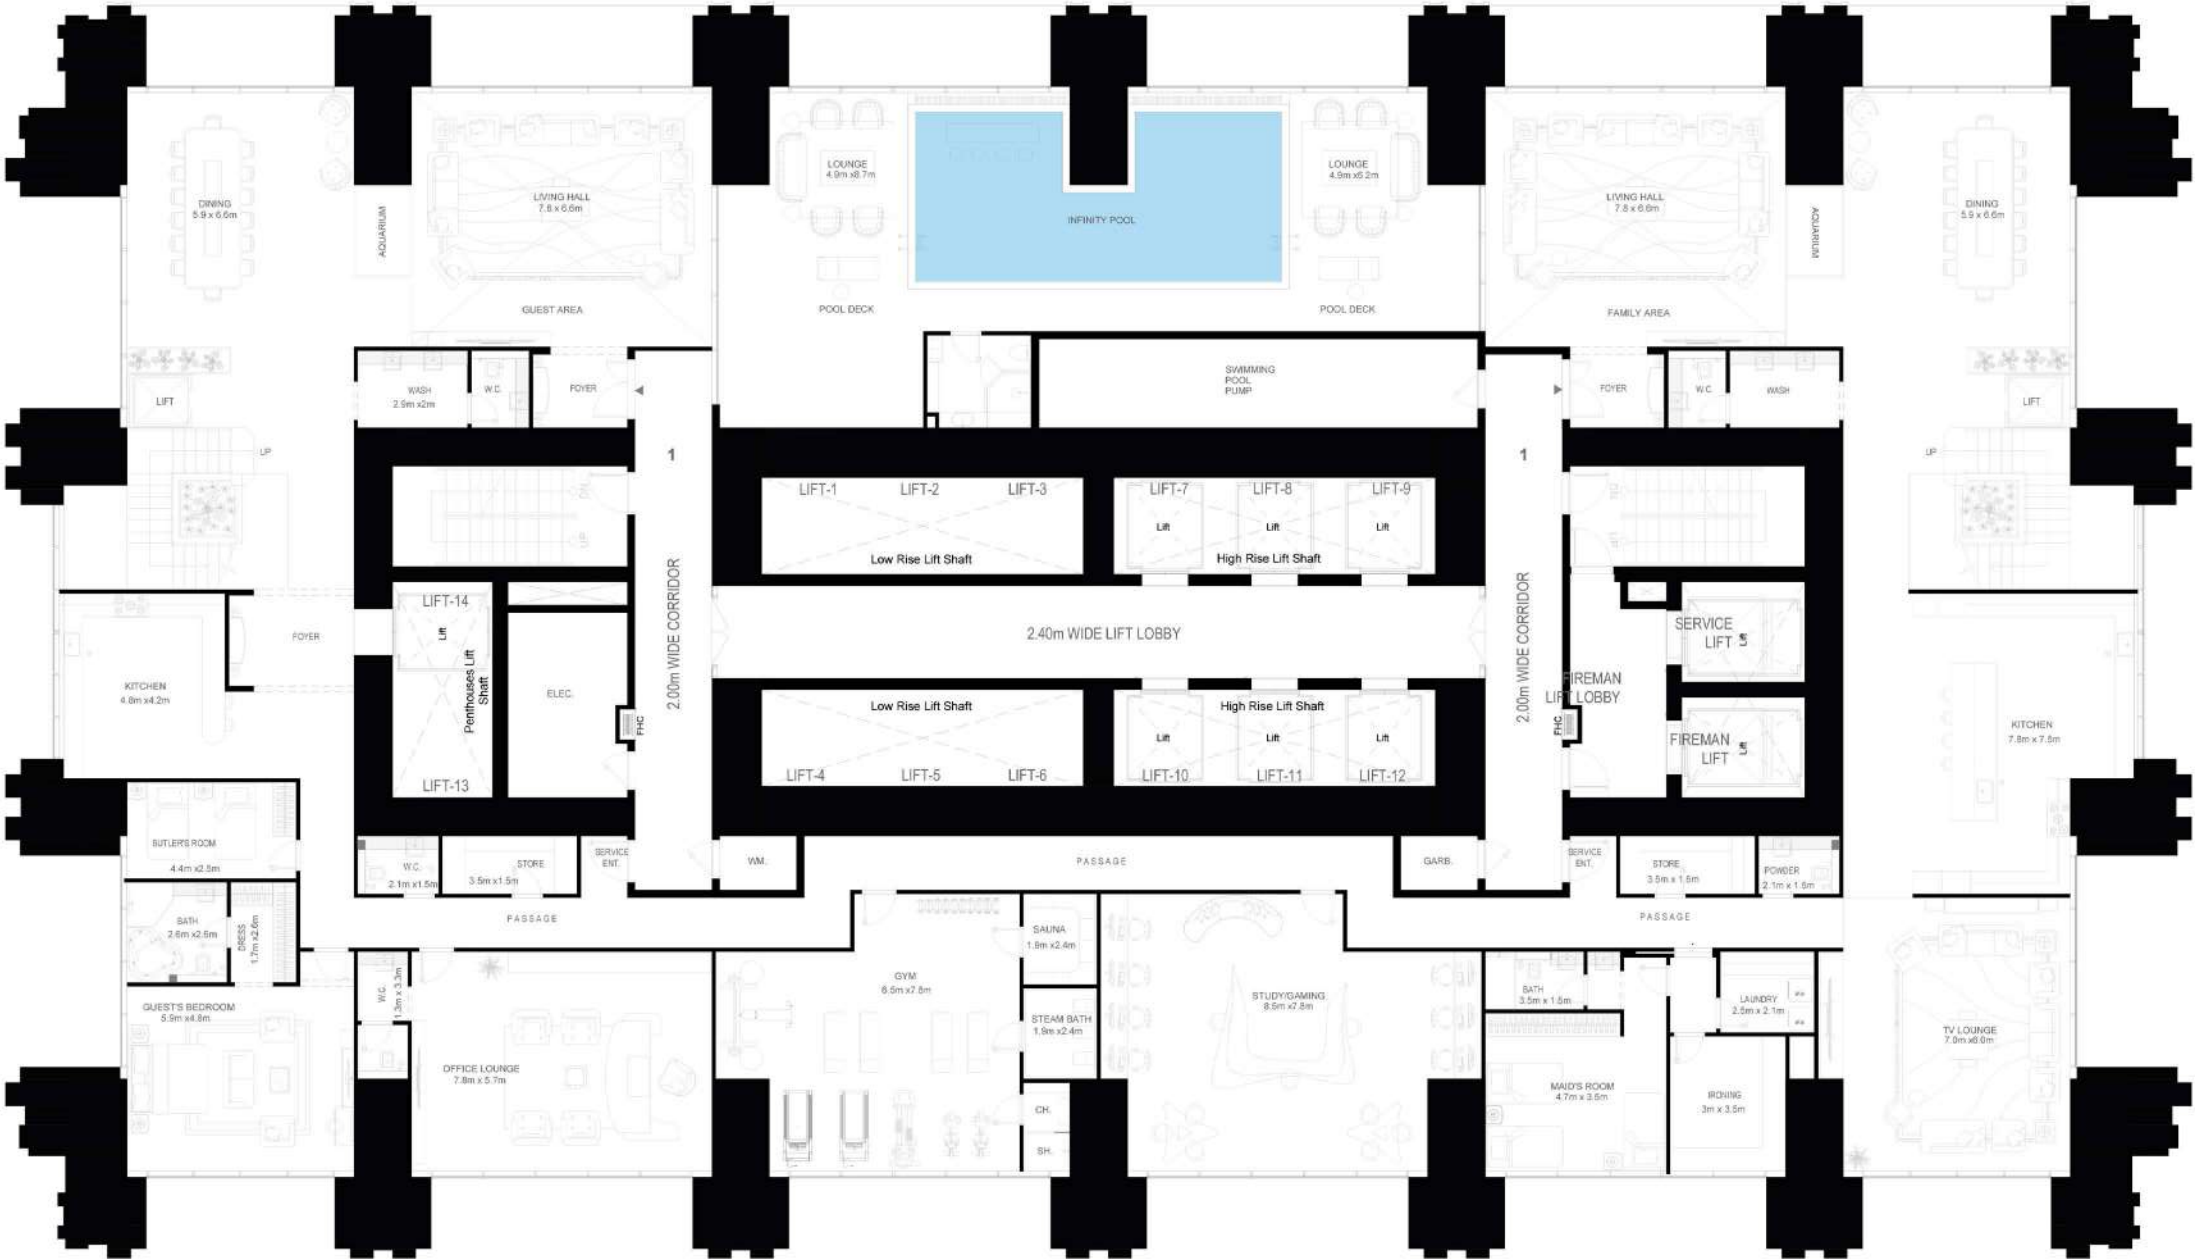 LOUNGE
4.9m x8.7m
LOUNGE
4.9m x6.2m
DINING
5.9 x 6.6m
AQUARIUM
LIVING HALL
7.8 x 6.6m
INFINITY POOL
LIVING HALL
7.8 x 6.6m
AQUARIUM
DINING
5.9 x 6.6m
GUEST AREA
POOL DECK
POOL DECK
FAMILY AREA
LIFT
WASH
2.9m x2m
W.C.
FOYER
SWIMMING
POOL
PUMP
FOYER
W.C.
WASH
LIFT
UP
1
1
UP
DN
UP
LIFT-1
LIFT-2
LIFT-3
Low Rise Lift Shaft
LIFT-7
LIFT-8
LIFT-9
Lift
Lift
Lift
High Rise Lift Shaft
KITCHEN
4.8m x4.2m
FOYER
LIFT-14
Lift
Penthouses Lift
Shaft
LIFT-13
ELEC.
FHC
2.00m WIDE CORRIDOR
2.40m WIDE LIFT LOBBY
2.00m WIDE CORRIDOR
FHC
FIREMAN
LIFT LOBBY
SERVICE
LIFT
Lift
FIREMAN
LIFT
Lift
KITCHEN
7.8m x 7.5m
Low Rise Lift Shaft
LIFT-4
LIFT-5
LIFT-6
High Rise Lift Shaft
Lift
Lift
Lift
LIFT-10
LIFT-11
LIFT-12
BUTLER'S ROOM
4.4m x2.5m
W.C.
2.1m x1.5m
STORE
3.5m x1.5m
SERVICE
ENT.
WM.
PASSAGE
GARB.
SERVICE
ENT.
STORE
3.5m x 1.5m
POWDER
2.1m x 1.5m
BATH
2.6m x2.6m
DRESS
1.7m x2.6m
PASSAGE
PASSAGE
SAUNA
1.9m x2.4m
GUEST'S BEDROOM
5.9m x4.8m
W.C.
1.3m x 3.3m
OFFICE LOUNGE
7.8m x 5.7m
GYM
6.5m x7.8m
STEAM BATH
1.9m x2.4m
CH.
SH.
STUDY/GAMING
8.5m x7.8m
BATH
3.5m x 1.5m
LAUNDRY
2.5m x 2.1m
MAID'S ROOM
4.7m x 3.5m
IRONING
3m x 3.5m
TV LOUNGE
7.0m x6.0m